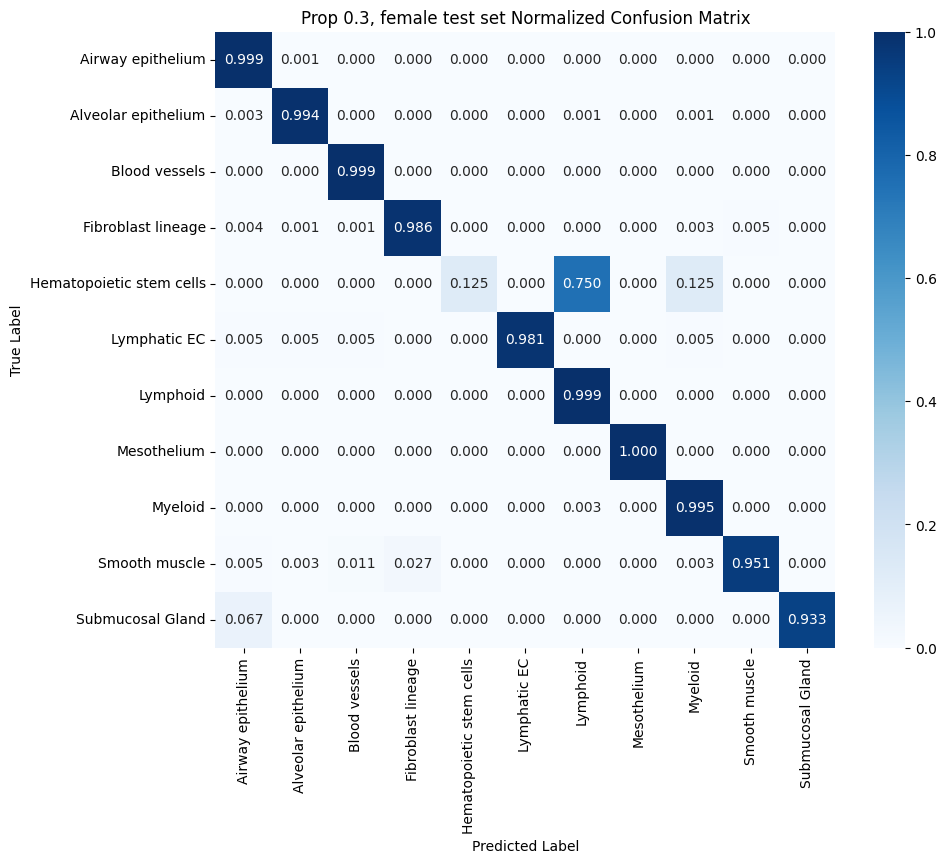 Prop 0.3, female test set Normalized Confusion Matrix
True Label
Airway epithelium 0.999 0.001 0.000 0.000 0.000 0.000 0.000 0.000 0.000 0.000 0.000
Alveolar epithelium 0.003 0.994 0.000 0.000 0.000 0.000 0.001 0.000 0.001 0.000 0.000
Blood vessels 0.000 0.000 0.999 0.000 0.000 0.000 0.000 0.000 0.000 0.000 0.000
Fibroblast lineage 0.004 0.001 0.001 0.986 0.000 0.000 0.000 0.000 0.003 0.005 0.000
Hematopoietic stem cells 0.000 0.000 0.000 0.000 0.125 0.000 0.750 0.000 0.125 0.000 0.000
Lymphatic EC 0.005 0.005 0.005 0.000 0.000 0.981 0.000 0.000 0.005 0.000 0.000
Lymphoid 0.000 0.000 0.000 0.000 0.000 0.000 0.999 0.000 0.000 0.000 0.000
Mesothelium 0.000 0.000 0.000 0.000 0.000 0.000 0.000 1.000 0.000 0.000 0.000
Myeloid 0.000 0.000 0.000 0.000 0.000 0.000 0.003 0.000 0.995 0.000 0.000
Smooth muscle 0.005 0.003 0.011 0.027 0.000 0.000 0.000 0.000 0.003 0.951 0.000
Submucosal Gland 0.067 0.000 0.000 0.000 0.000 0.000 0.000 0.000 0.000 0.000 0.933
Airway epithelium
Alveolar epithelium
Blood vessels
Fibroblast lineage
Hematopoietic stem cells
Lymphatic EC
Lymphoid
Mesothelium
Myeloid
Smooth muscle
Submucosal Gland
Predicted Label
1.0
0.8
0.6
0.4
0.2
0.0